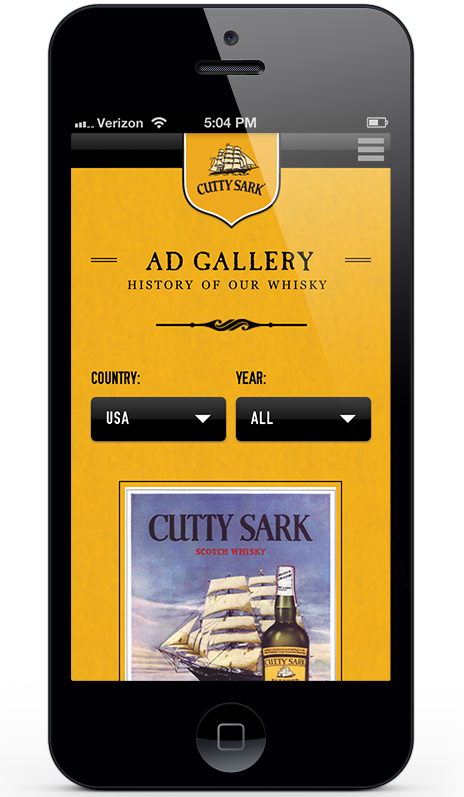 Verizon 5:04 PM
CUTTY SARK
AD GALLERY
HISTORY OF OUR WHISKY
COUNTRY: YEAR:
USA ALL
CUTTY SARK
SCOTCH WHISKY
CUTTY SARK